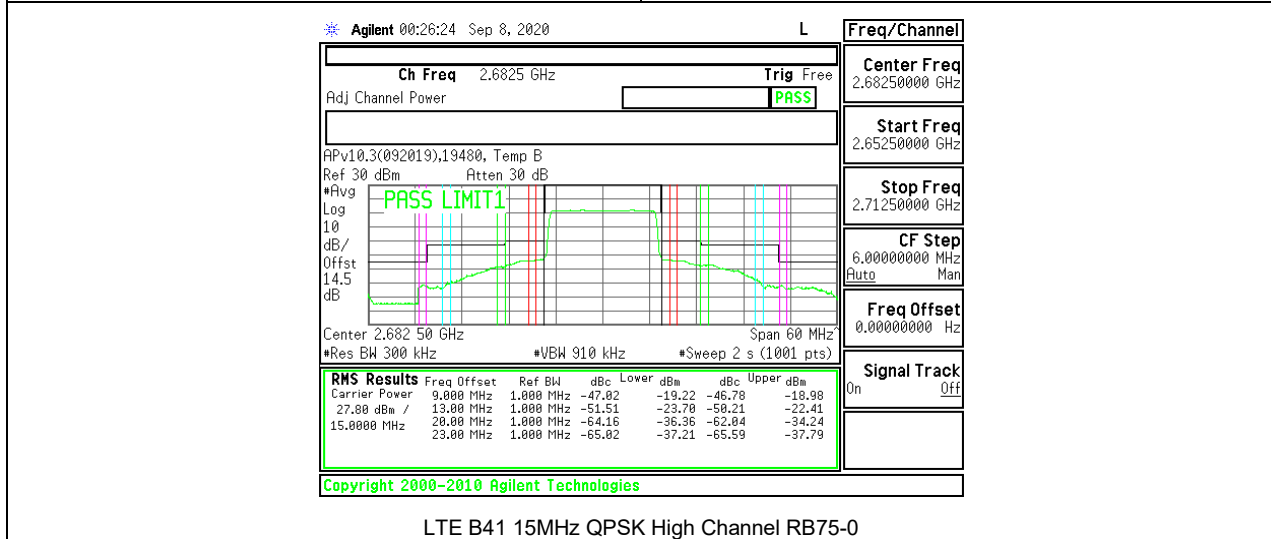 Agilent 00:26:24 Sep 8, 2020 L Freq/Channel
Ch Freq 2.6825 GHz Trig Free
Adj Channel Power PASS
APv10.3(092019),19480, Temp B
Ref 30 dBm Atten 30 dB
#Avg
Log
10
dB/
Offst
14.5
dB
PASS LIMIT1
Center 2.682 50 GHz Span 60 MHz
#Res BW 300 kHz #VBW 910 kHz #Sweep 2 s (1001 pts)
RMS Results Freq Offset Ref BW dBc Lower dBm dBc Upper dBm
Carrier Power 9.000 MHz 1.000 MHz -47.02 -19.22 -46.78 -18.98
27.80 dBm / 13.00 MHz 1.000 MHz -51.51 -23.70 -50.21 -22.41
15.0000 MHz 20.00 MHz 1.000 MHz -64.16 -36.36 -62.04 -34.24
23.00 MHz 1.000 MHz -65.02 -37.21 -65.59 -37.79
Copyright 2000-2010 Agilent Technologies
Center Freq
2.68250000 GHz
Start Freq
2.65250000 GHz
Stop Freq
2.71250000 GHz
CF Step
6.00000000 MHz
Auto Man
Freq Offset
0.00000000 Hz
Signal Track
On Off
LTE B41 15MHz QPSK High Channel RB75-0